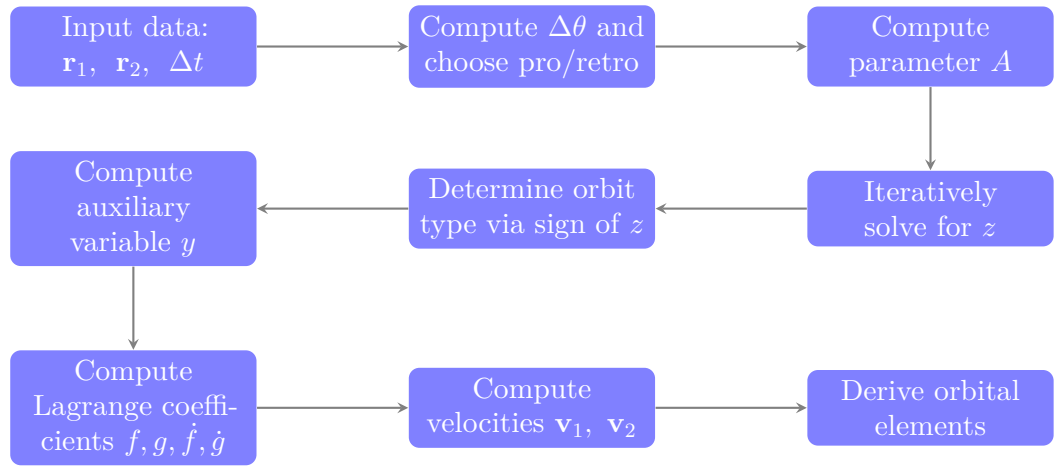 Input data:
r₁, r₂, Δt
Compute Δθ and
choose pro/retro
Compute
parameter A
Iteratively
solve for z
Determine orbit
type via sign of z
Compute
auxiliary
variable y
Compute
Lagrange coeffi-
cients f, g, ḟ, ġ
Compute
velocities v₁, v₂
Derive orbital
elements